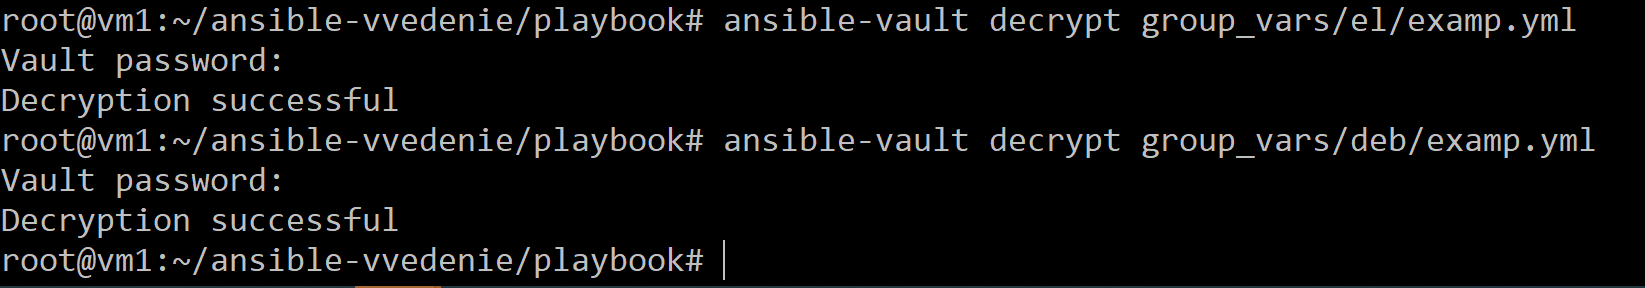 root@vm1:~/ansible-vvedenie/playbook# ansible-vault decrypt group_vars/el/examp.yml
Vault password:
Decryption successful
root@vm1:~/ansible-vvedenie/playbook# ansible-vault decrypt group_vars/deb/examp.yml
Vault password:
Decryption successful
root@vm1:~/ansible-vvedenie/playbook#